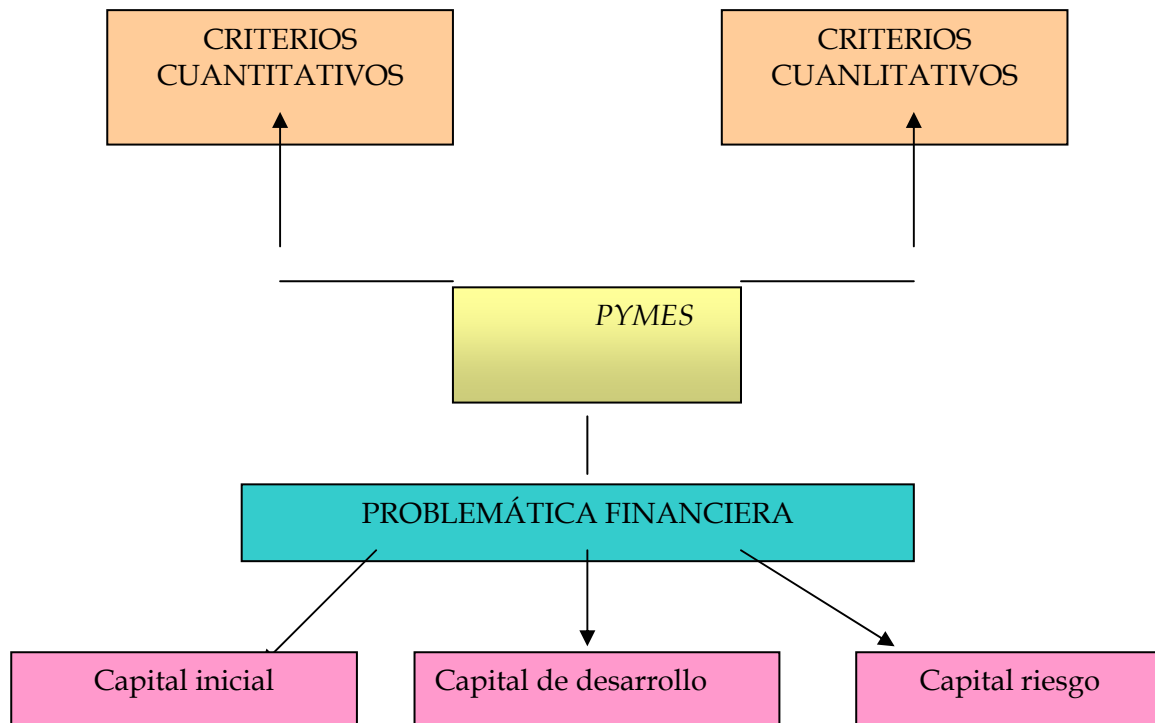 CRITERIOS
CUANTITATIVOS
CRITERIOS
CUANLITATIVOS
PYMES
PROBLEMÁTICA FINANCIERA
Capital inicial
Capital de desarrollo
Capital riesgo